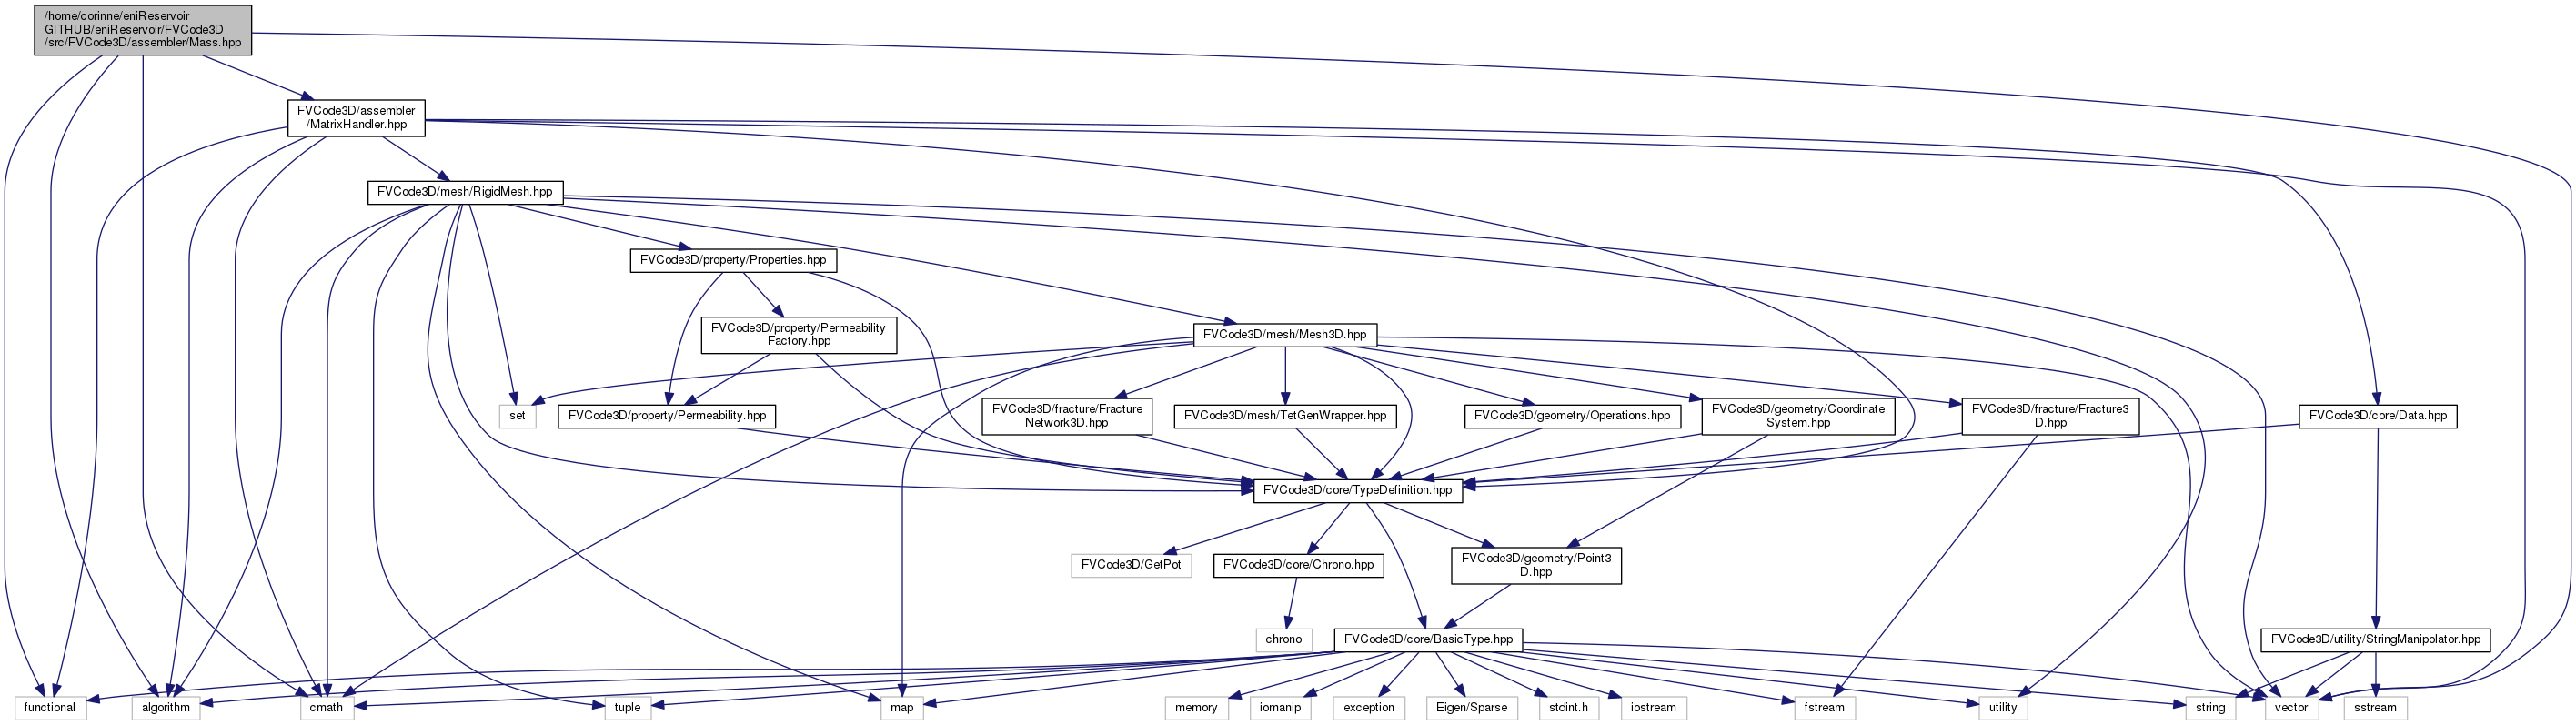 /home/corinne/eniReservoir
GITHUB/eniReservoir/FVCode3D
/src/FVCode3D/assembler/Mass.hpp
FVCode3D/assembler
/MatrixHandler.hpp
FVCode3D/mesh/RigidMesh.hpp
FVCode3D/property/Properties.hpp
FVCode3D/property/Permeability
Factory.hpp
FVCode3D/mesh/Mesh3D.hpp
set
FVCode3D/property/Permeability.hpp
FVCode3D/fracture/Fracture
Network3D.hpp
FVCode3D/mesh/TetGenWrapper.hpp
FVCode3D/geometry/Operations.hpp
FVCode3D/geometry/Coordinate
System.hpp
FVCode3D/fracture/Fracture3
D.hpp
FVCode3D/core/Data.hpp
FVCode3D/core/TypeDefinition.hpp
FVCode3D/GetPot
FVCode3D/core/Chrono.hpp
FVCode3D/geometry/Point3
D.hpp
chrono
FVCode3D/core/BasicType.hpp
FVCode3D/utility/StringManipolator.hpp
functional
algorithm
cmath
tuple
map
memory
iomanip
exception
Eigen/Sparse
stdint.h
iostream
fstream
utility
string
vector
sstream